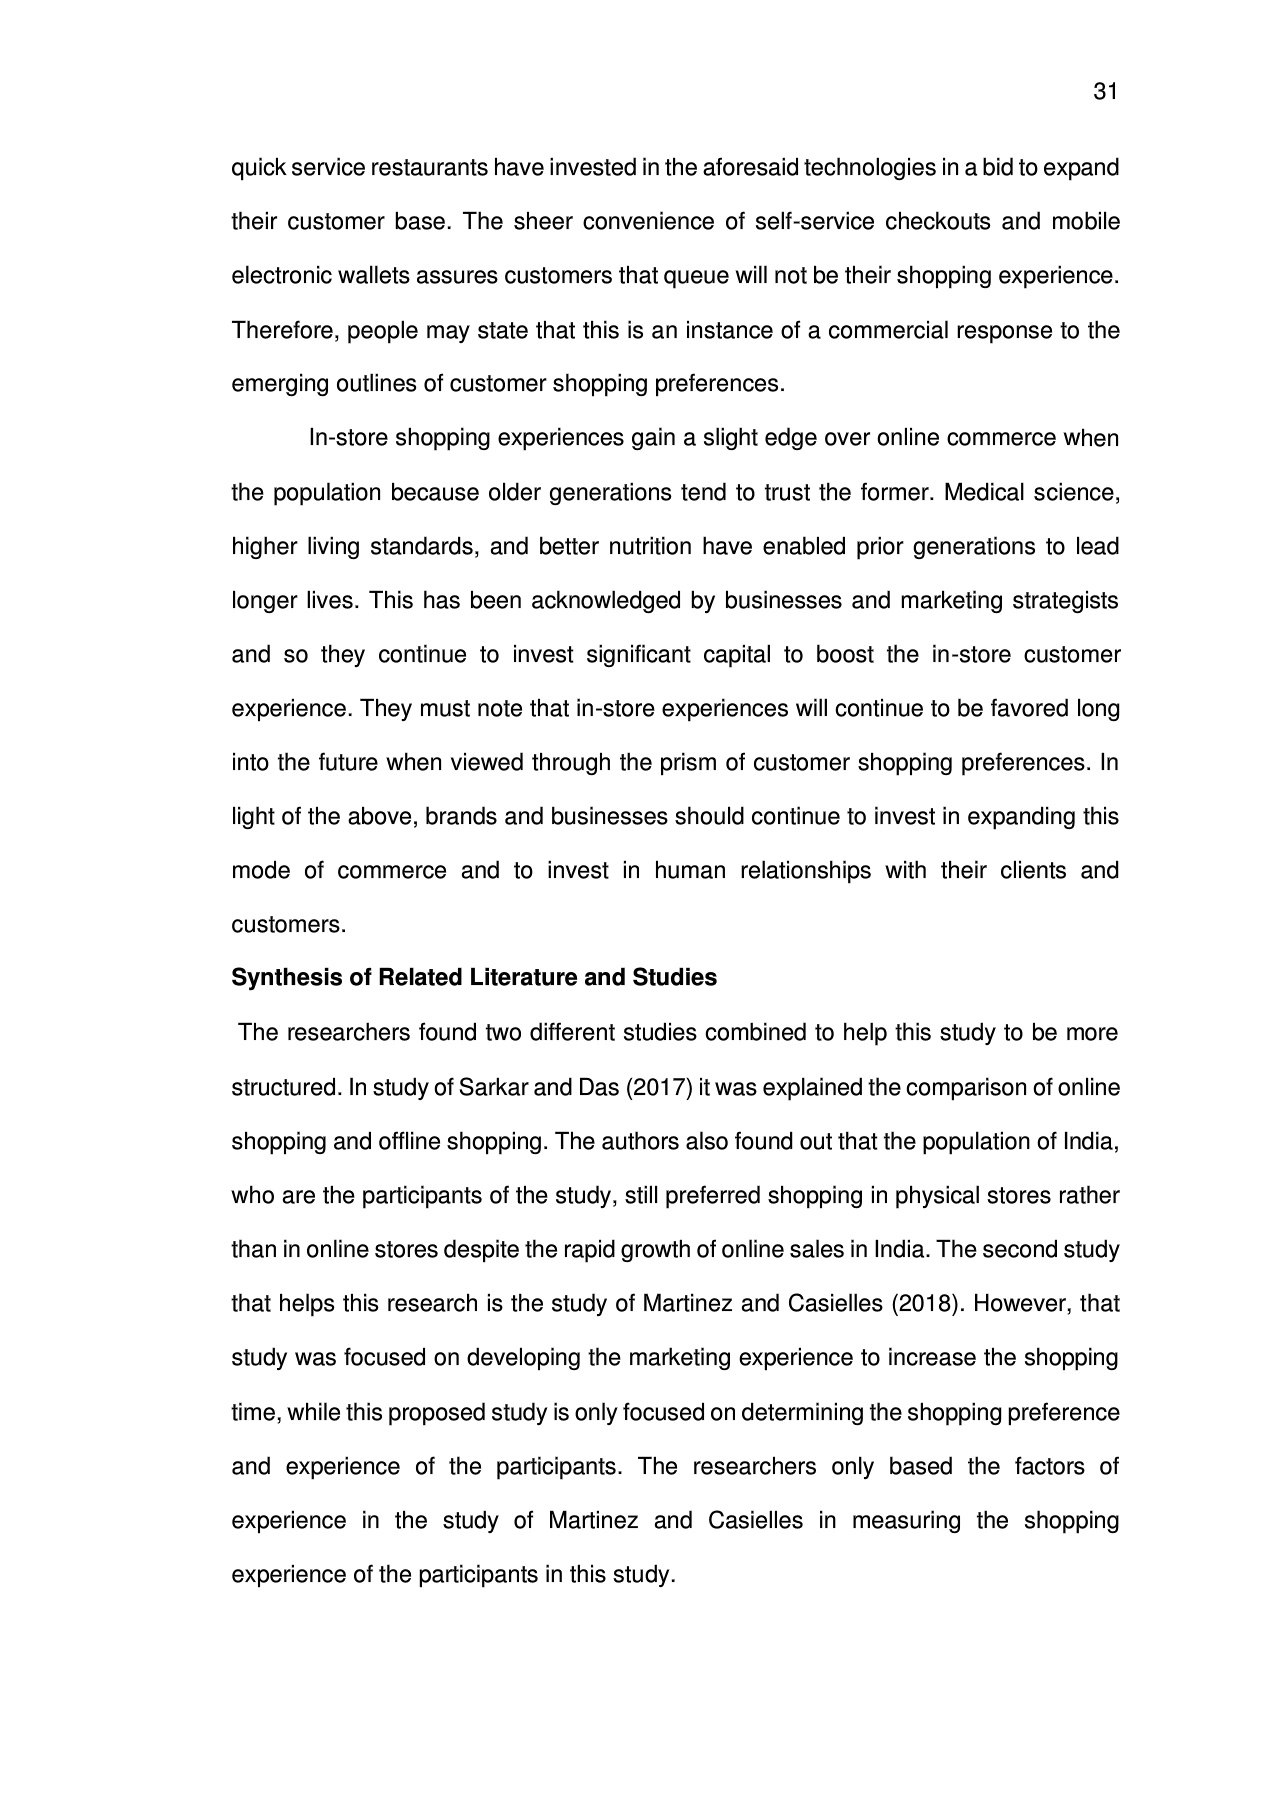 31
quick service restaurants have invested in the aforesaid technologies in a bid to expand
their customer base. The sheer convenience of self-service checkouts and mobile
electronic wallets assures customers that queue will not be their shopping experience.
Therefore, people may state that this is an instance of a commercial response to the
emerging outlines of customer shopping preferences.
In-store shopping experiences gain a slight edge over online commerce when
the population because older generations tend to trust the former. Medical science,
higher living standards, and better nutrition have enabled prior generations to lead
longer lives. This has been acknowledged by businesses and marketing strategists
and so they continue to invest significant capital to boost the in-store customer
experience. They must note that in-store experiences will continue to be favored long
into the future when viewed through the prism of customer shopping preferences. In
light of the above, brands and businesses should continue to invest in expanding this
mode of commerce and to invest in human relationships with their clients and
customers.
Synthesis of Related Literature and Studies
The researchers found two different studies combined to help this study to be more
structured. In study of Sarkar and Das (2017) it was explained the comparison of online
shopping and offline shopping. The authors also found out that the population of India,
who are the participants of the study, still preferred shopping in physical stores rather
than in online stores despite the rapid growth of online sales in India. The second study
that helps this research is the study of Martinez and Casielles (2018). However, that
study was focused on developing the marketing experience to increase the shopping
time, while this proposed study is only focused on determining the shopping preference
and experience of the participants. The researchers only based the factors of
experience in the study of Martinez and Casielles in measuring the shopping
experience of the participants in this study.